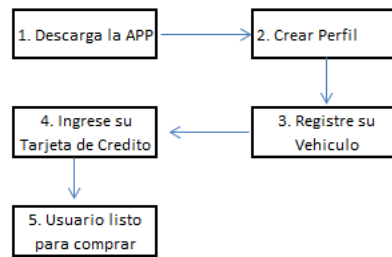 1. Descarga la APP
2. Crear Perfil
3. Registre su
Vehiculo
4. Ingrese su
Tarjeta de Credito
5. Usuario listo
para comprar